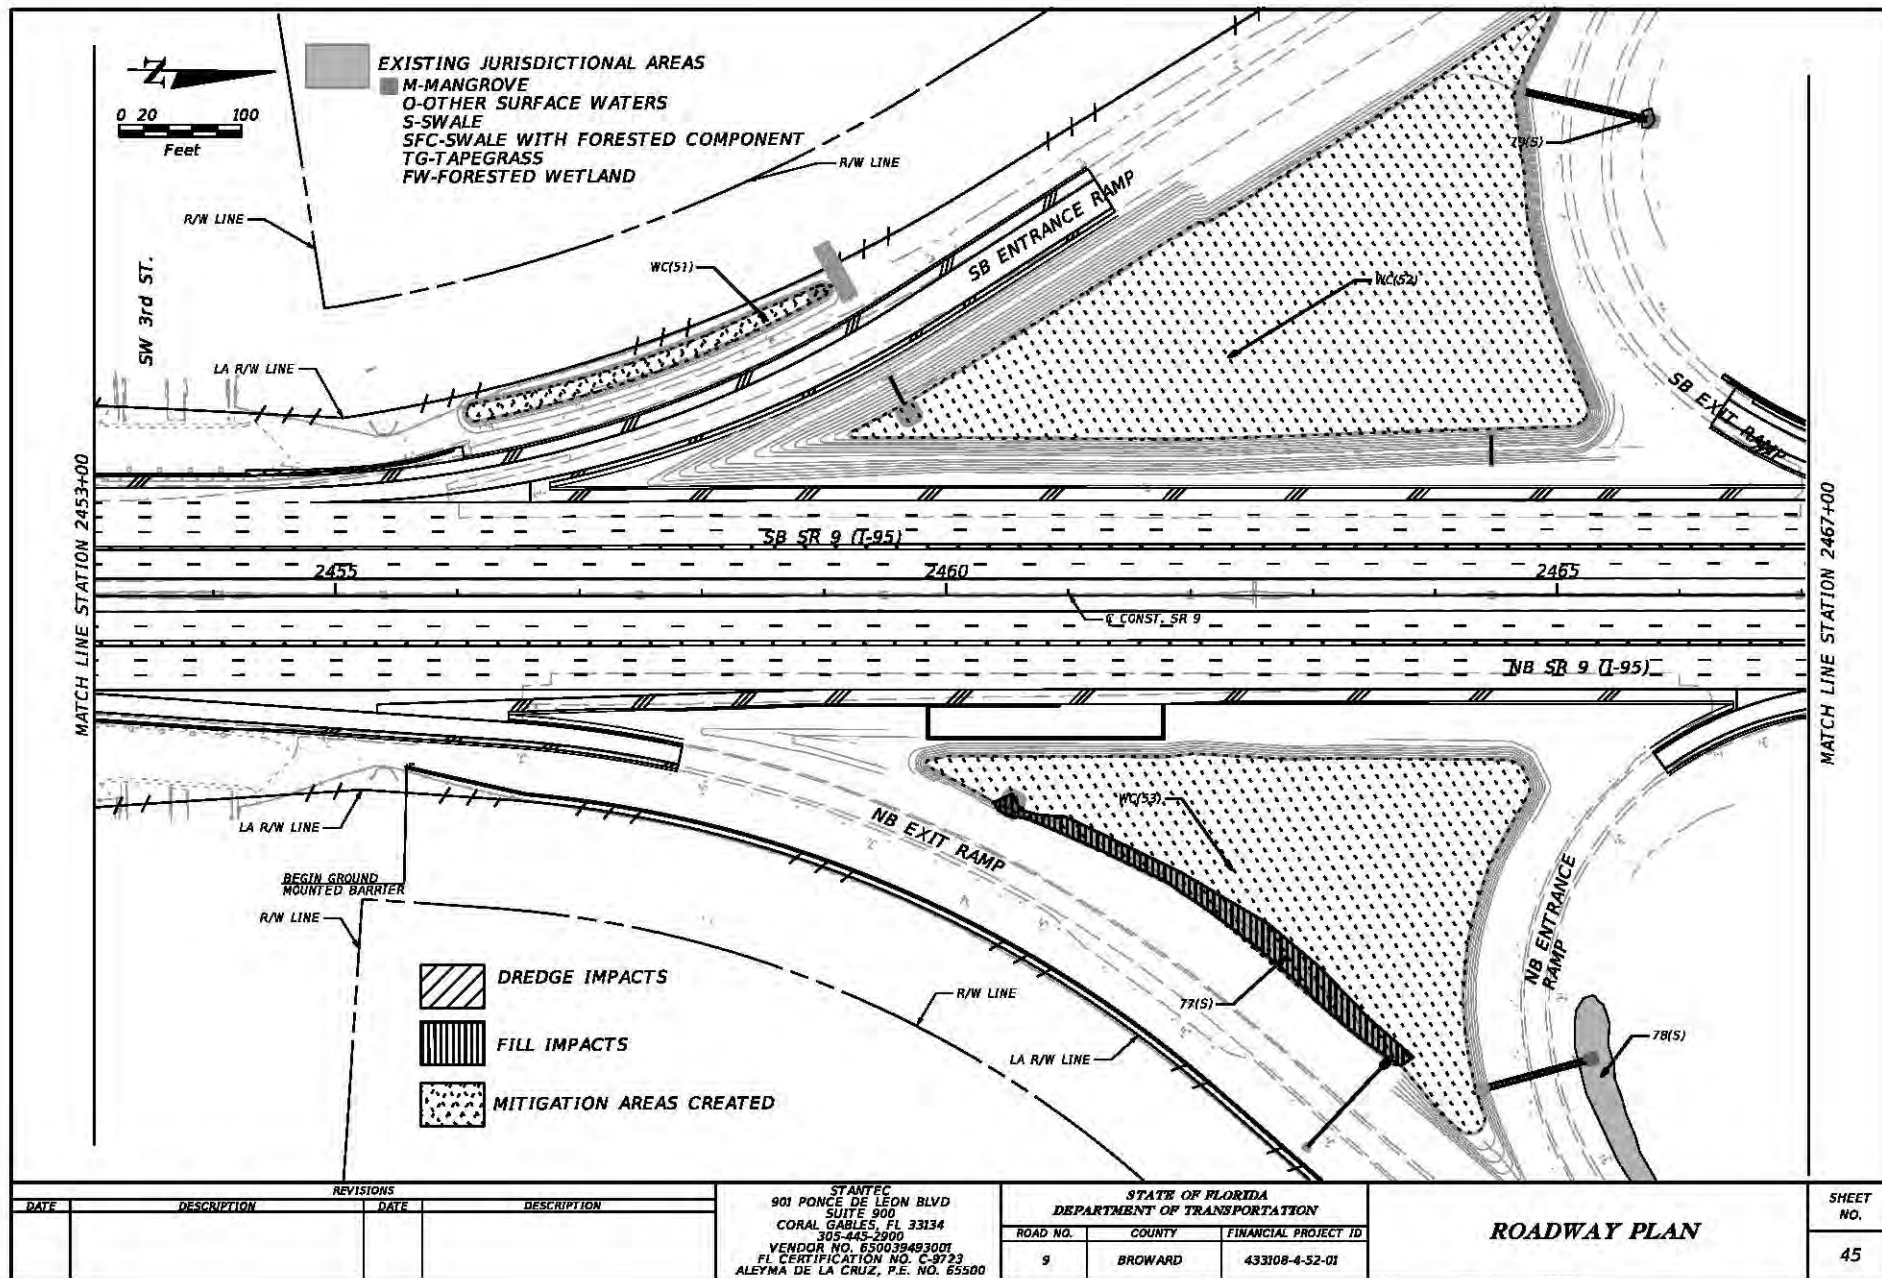 Z
0 20 100
Feet
EXISTING JURISDICTIONAL AREAS
M-MANGROVE
O-OTHER SURFACE WATERS
S-SWALE
SFC-SWALE WITH FORESTED COMPONENT
TG-TAPEGRASS
FW-FORESTED WETLAND
R/W LINE
R/W LINE
75(S)
SW 3rd ST.
WC(51)
SB ENTRANCE RAMP
WC(52)
LA R/W LINE
SB EXIT RAMP
MATCH LINE STATION 2453+00
MATCH LINE STATION 2467+00
SB SR 9 (I-95)
2455
2460
2465
℄ CONST. SR 9
NB SR 9 (I-95)
WC(53)
LA R/W LINE
NB EXIT RAMP
BEGIN GROUND
MOUNTED BARRIER
R/W LINE
NB ENTRANCE
RAMP
DREDGE IMPACTS
R/W LINE
77(S)
FILL IMPACTS
LA R/W LINE
78(S)
MITIGATION AREAS CREATED
REVISIONS
DATE DESCRIPTION DATE DESCRIPTION
STANTEC
901 PONCE DE LEON BLVD
SUITE 900
CORAL GABLES, FL 33134
305-445-2900
VENDOR NO. 650039493001
FL CERTIFICATION NO. C-9723
ALEYMA DE LA CRUZ, P.E. NO. 65500
STATE OF FLORIDA
DEPARTMENT OF TRANSPORTATION
ROAD NO. COUNTY FINANCIAL PROJECT ID
9 BROWARD 433108-4-52-01
ROADWAY PLAN
SHEET
NO.
45